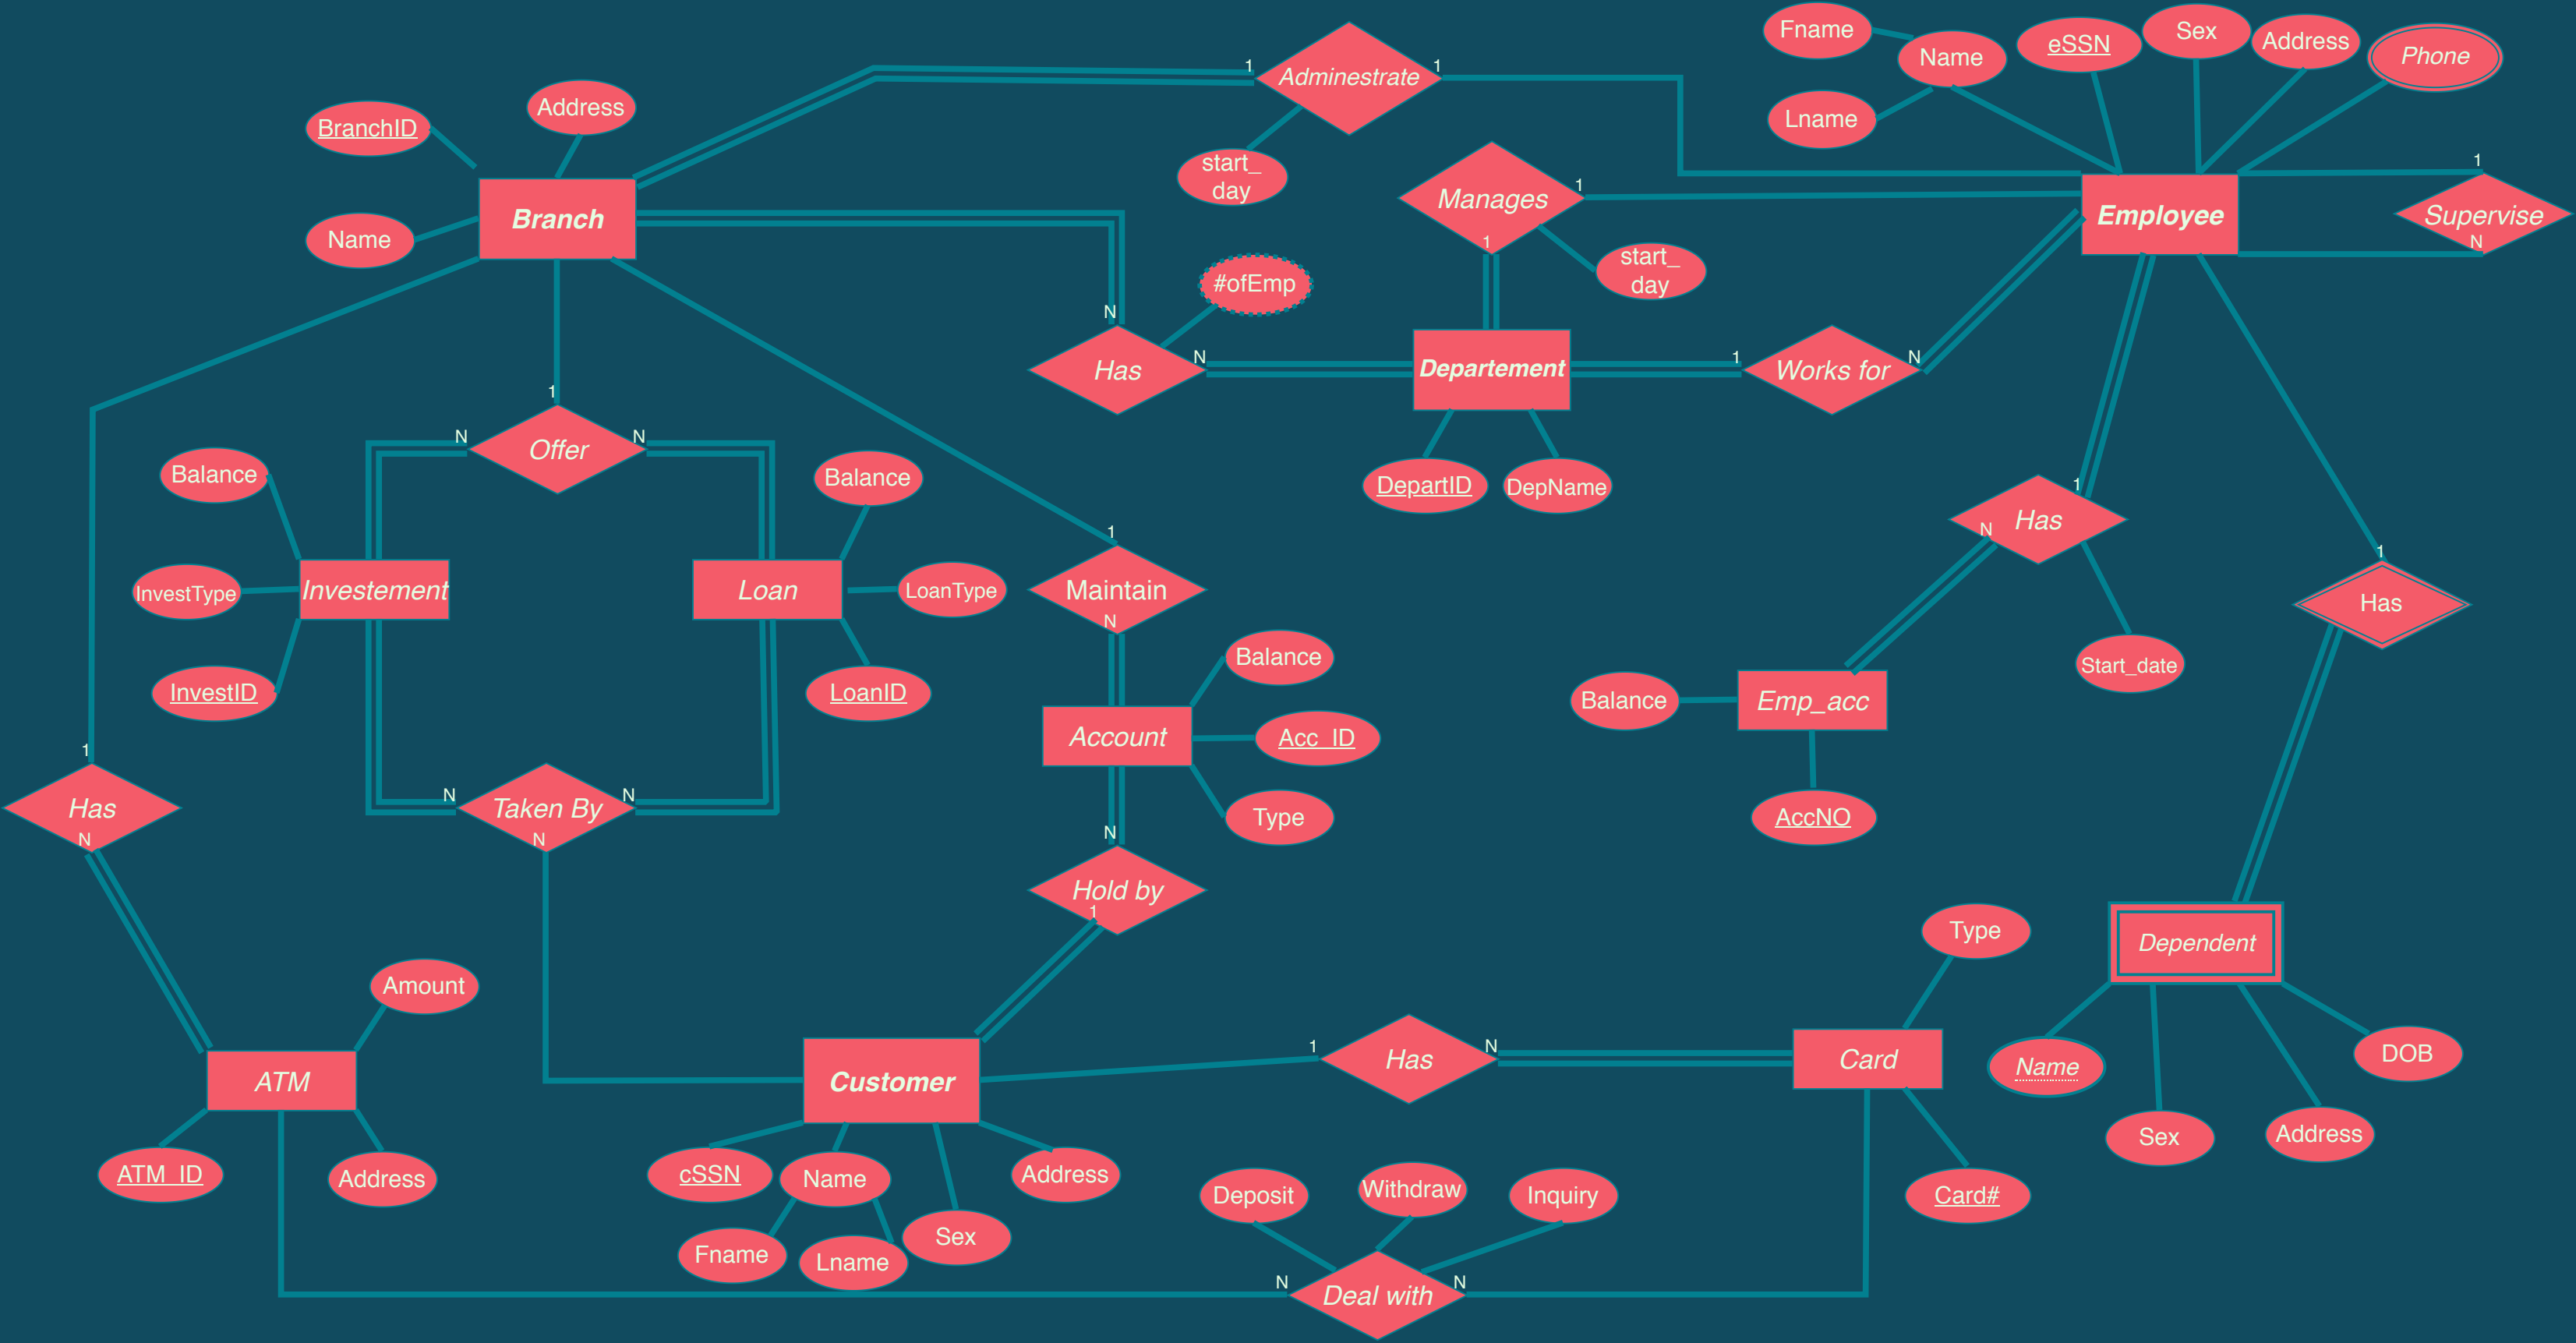 Fname
Name
eSSN
Sex
Address
Phone
Lname
1
Adminestrate
1
start_
day
BranchID
Address
Name
Branch
Manages
1
1
start_
day
Employee
1
Supervise
N
#ofEmp
N
Has
N
Departement
1
Works for
N
DepartID
DepName
1
N
Offer
N
Balance
InvestType
InvestID
Investement
Loan
Balance
LoanType
LoanID
1
Maintain
N
Balance
Account
Acc_ID
Type
1
Has
N
Start_date
1
Has
Balance
Emp_acc
AccNO
1
Has
N
N
Taken By
N
N
N
Hold by
1
Type
Dependent
Name
Sex
Address
DOB
Amount
ATM
ATM_ID
Address
Customer
1
Has
N
Card
Card#
cSSN
Name
Address
Fname
Lname
Sex
Deposit
Withdraw
Inquiry
N
Deal with
N